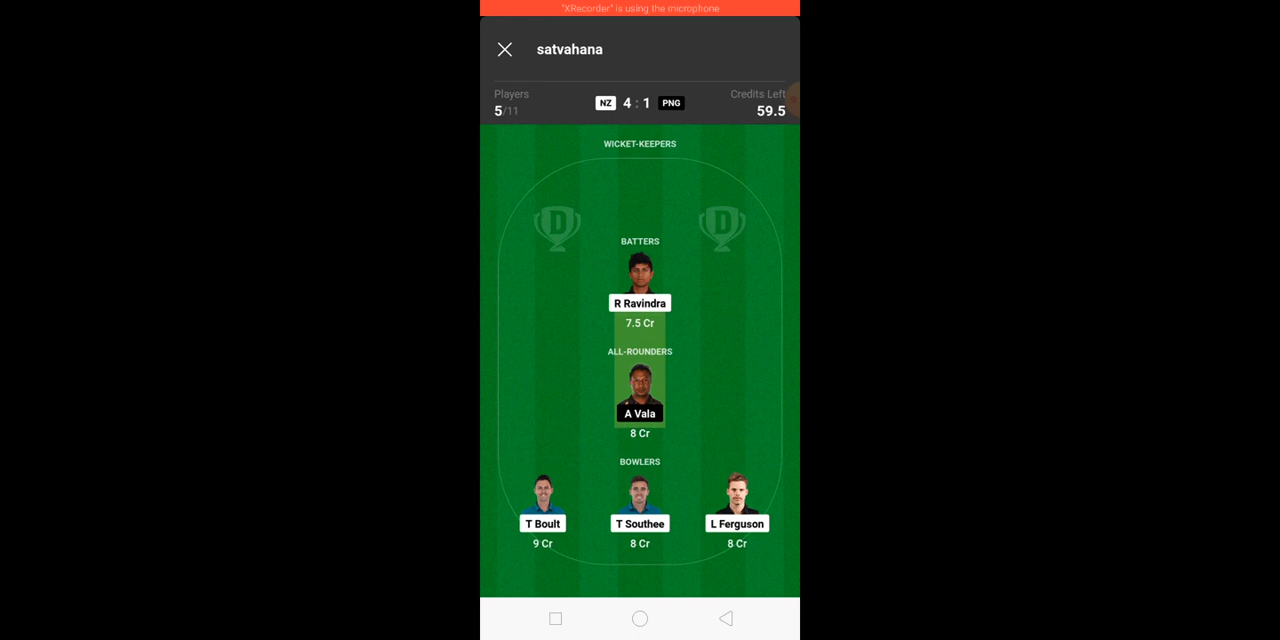 "XRecorder" is using the microphone
satvahana
Players
5/11
NZ 4 : 1 PNG
Credits Left
59.5
WICKET-KEEPERS
D D
BATTERS
R Ravindra
7.5 Cr
ALL-ROUNDERS
A Vala
8 Cr
BOWLERS
T Boult T Southee L Ferguson
9 Cr 8 Cr 8 Cr